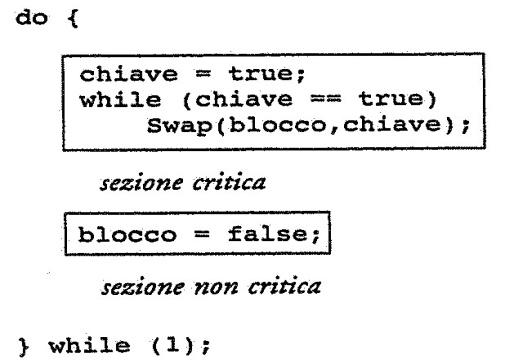 do {
chiave = true;
while (chiave == true)
Swap(blocco,chiave);
sezione critica
blocco = false;
sezione non critica
} while (1);